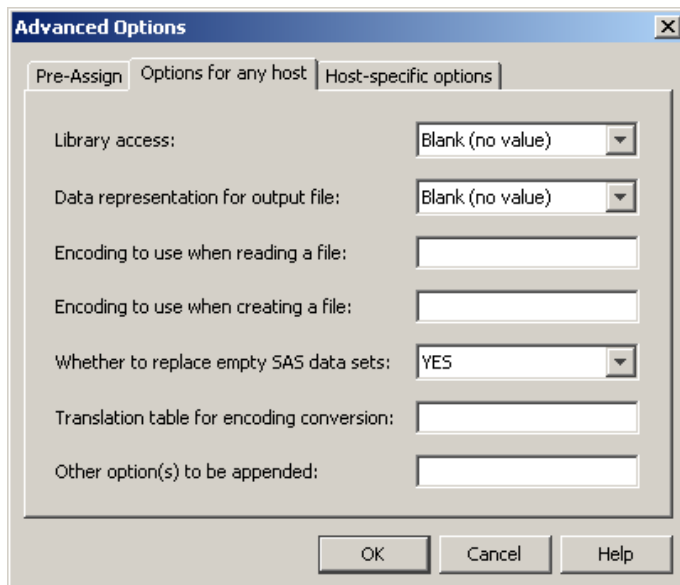 Advanced Options
Pre-Assign Options for any host Host-specific options
Library access: Blank (no value)
Data representation for output file: Blank (no value)
Encoding to use when reading a file:
Encoding to use when creating a file:
Whether to replace empty SAS data sets: YES
Translation table for encoding conversion:
Other option(s) to be appended:
OK Cancel Help